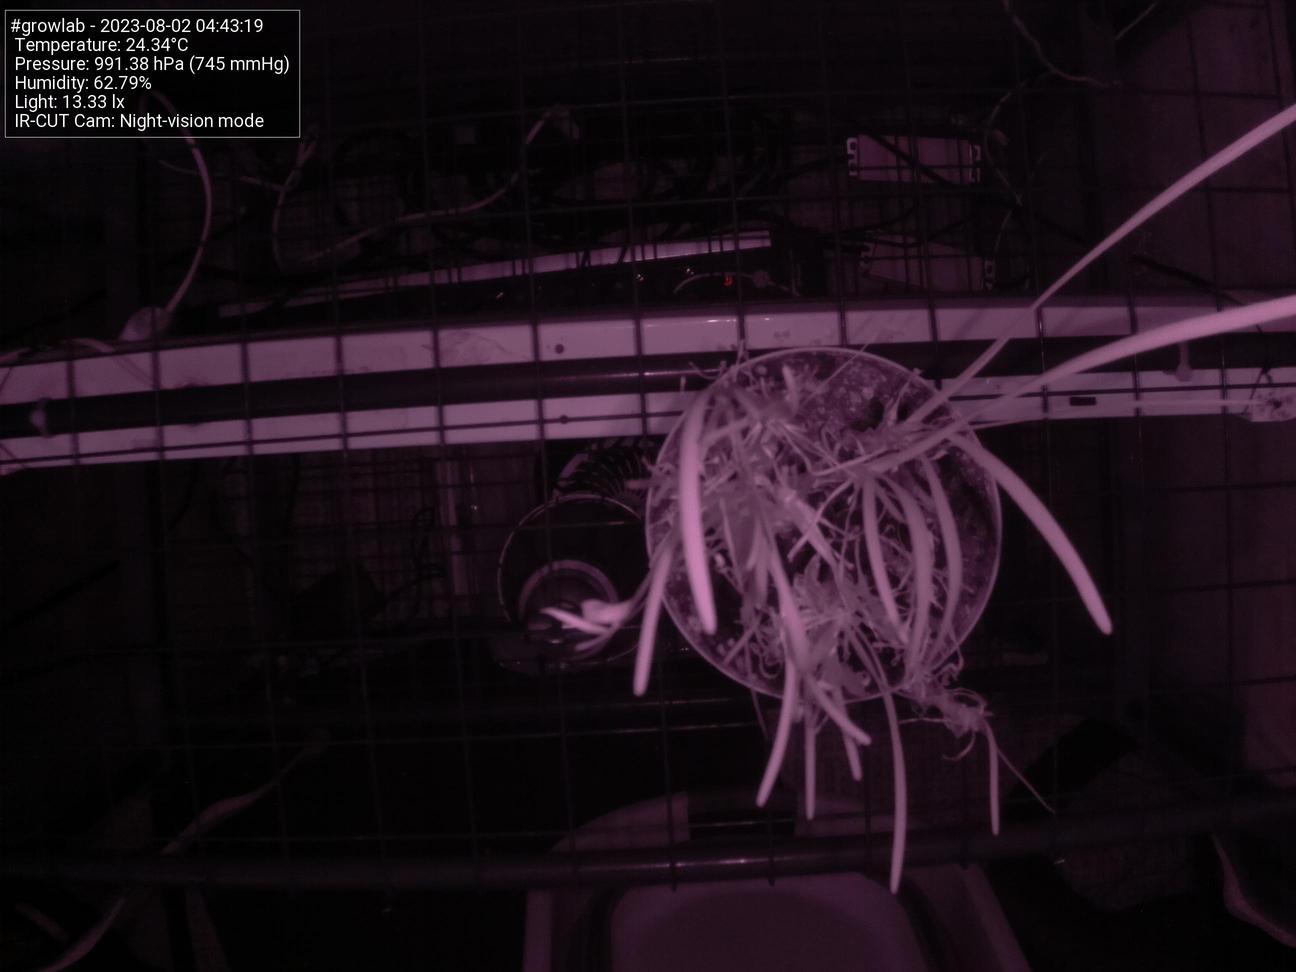 #growlab - 2023-08-02 04:43:19
Temperature: 24.34°C
Pressure: 991.38 hPa (745 mmHg)
Humidity: 62.79%
Light: 13.33 lx
IR-CUT Cam: Night-vision mode